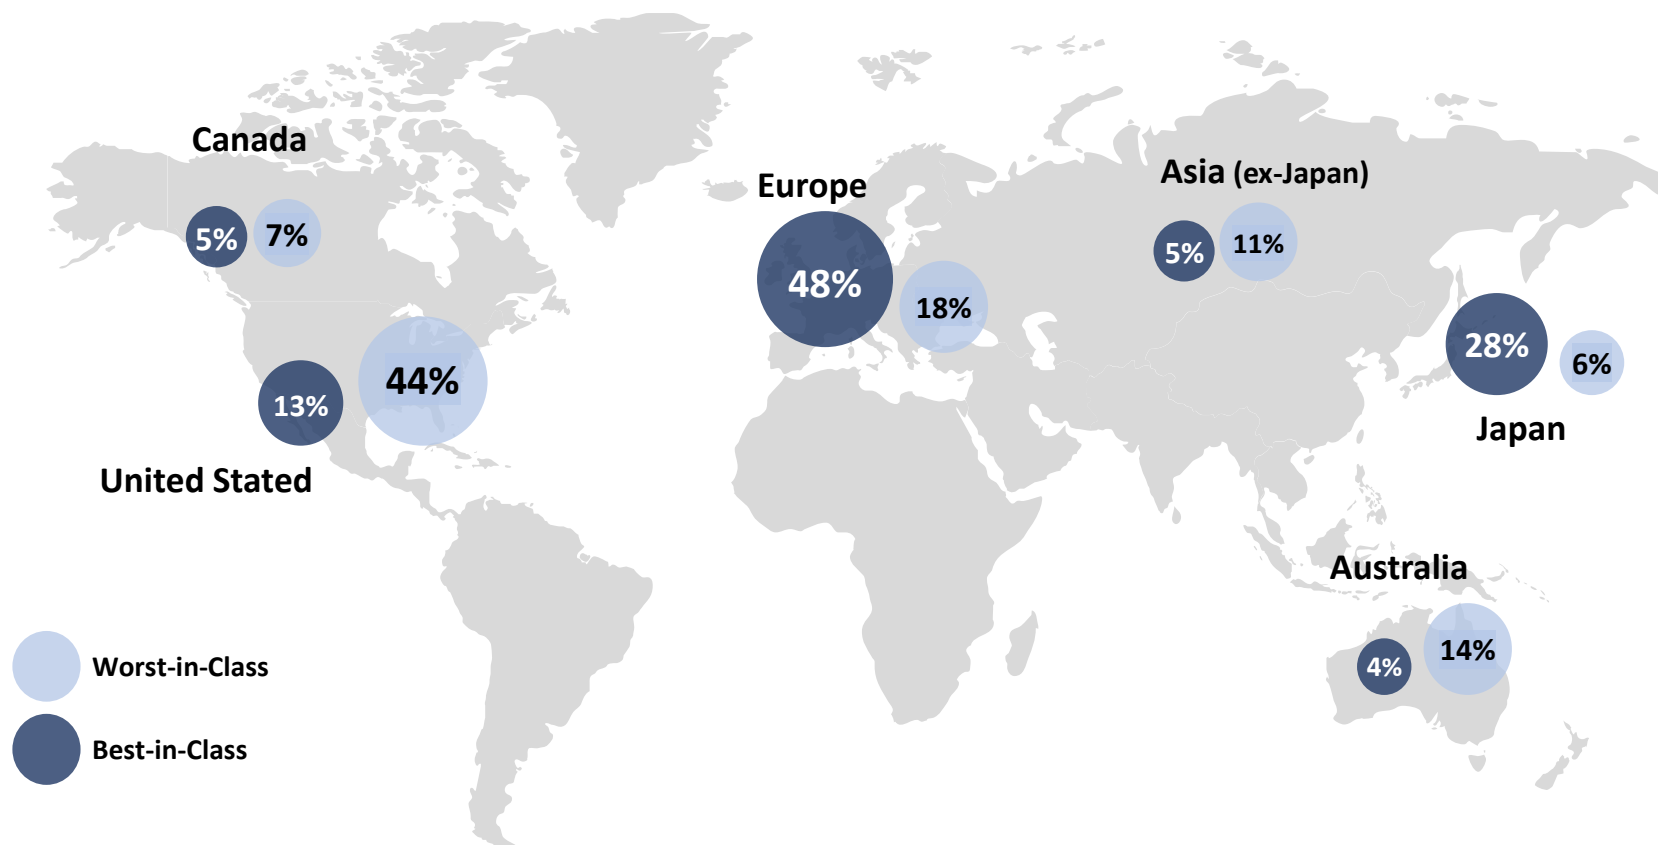 Canada
5%
7%
United Stated
13%
44%
Europe
48%
18%
Asia (ex-Japan)
5%
11%
28%
6%
Japan
Australia
4%
14%
Worst-in-Class
Best-in-Class